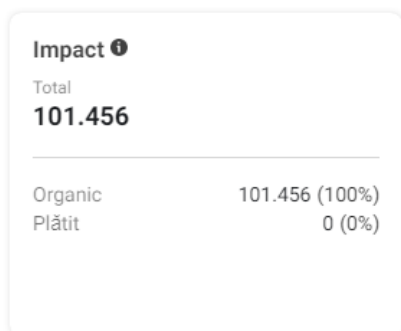 Impact
Total
101.456
Organic 101.456 (100%)
Plătit 0 (0%)